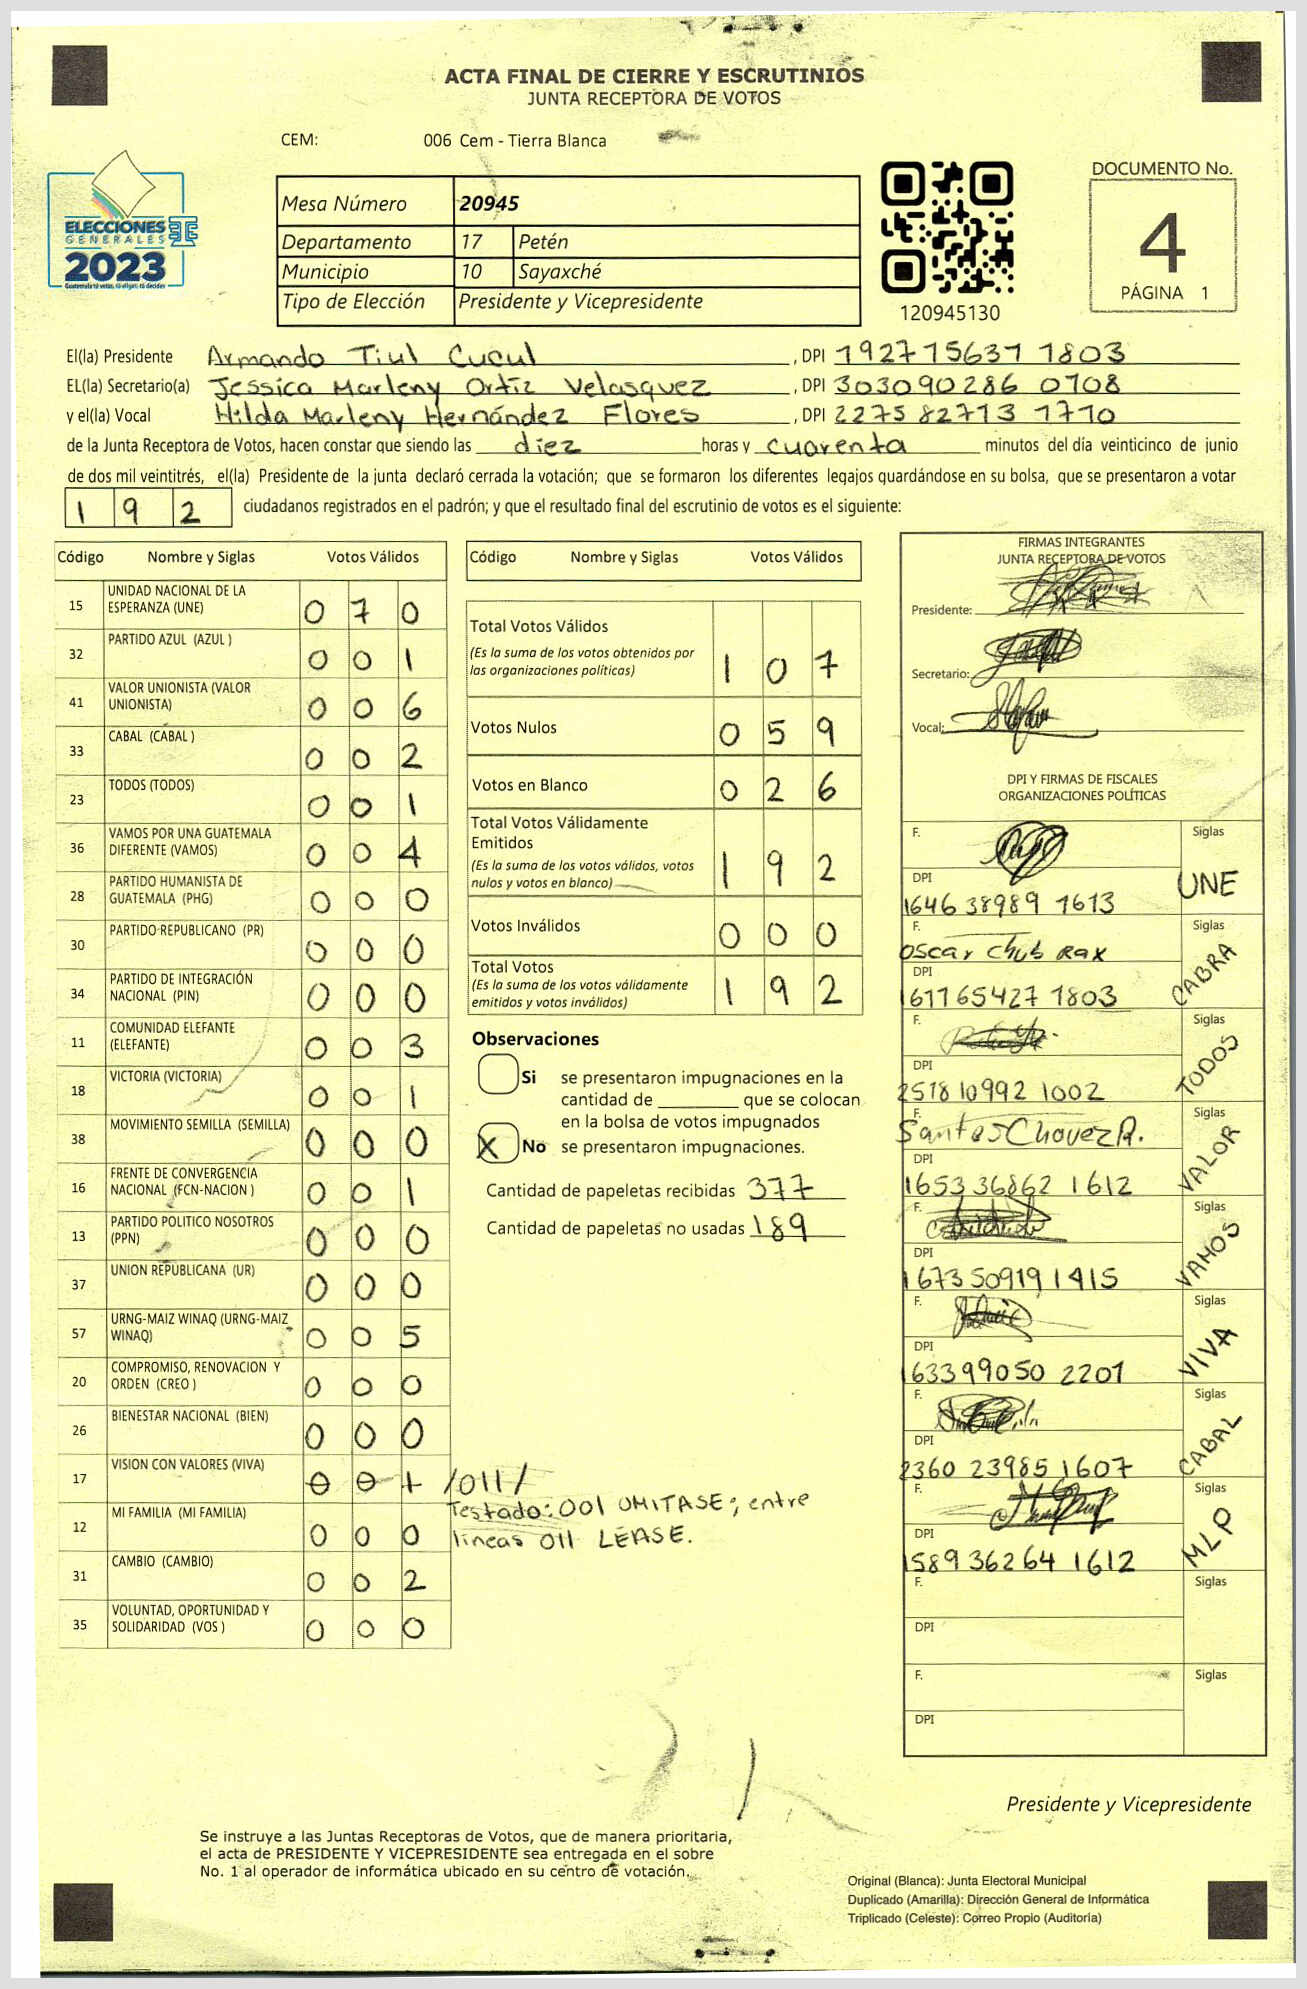 ACTA FINAL DE CIERRE Y ESCRUTINIOS
JUNTA RECEPTORA DE VOTOS
CEM: 006 Cem - Tierra Blanca
ELECCIONES
GENERALES
2023
Guatemala tú votas, tú eliges, tú decides
Mesa Número 20945
Departamento 17 Petén
Municipio 10 Sayaxché
Tipo de Elección Presidente y Vicepresidente
120945130
DOCUMENTO No.
4
PÁGINA 1
El(la) Presidente Armando Tiul Cucul, DPI 192715631 1803
EL(la) Secretario(a) Jessica Marleny Ortiz Velasquez, DPI 303090286 0108
y el(la) Vocal Hilda Marleny Hernández Flores, DPI 2275 82713 1710
de la Junta Receptora de Votos, hacen constar que siendo las diez horas y cuarenta minutos del día veinticinco de junio
de dos mil veintitrés, el(la) Presidente de la junta declaró cerrada la votación; que se formaron los diferentes legajos guardándose en su bolsa, que se presentaron a votar
1 9 2 ciudadanos registrados en el padrón; y que el resultado final del escrutinio de votos es el siguiente:
Código Nombre y Siglas Votos Válidos
15 UNIDAD NACIONAL DE LA ESPERANZA (UNE) 0 7 0
32 PARTIDO AZUL (AZUL ) 0 0 1
41 VALOR UNIONISTA (VALOR UNIONISTA) 0 0 6
33 CABAL (CABAL ) 0 0 2
23 TODOS (TODOS) 0 0 1
36 VAMOS POR UNA GUATEMALA DIFERENTE (VAMOS) 0 0 4
28 PARTIDO HUMANISTA DE GUATEMALA (PHG) 0 0 0
30 PARTIDO REPUBLICANO (PR) 0 0 0
34 PARTIDO DE INTEGRACIÓN NACIONAL (PIN) 0 0 0
11 COMUNIDAD ELEFANTE (ELEFANTE) 0 0 3
18 VICTORIA (VICTORIA) 0 0 1
38 MOVIMIENTO SEMILLA (SEMILLA) 0 0 0
16 FRENTE DE CONVERGENCIA NACIONAL (FCN-NACION ) 0 0 1
13 PARTIDO POLITICO NOSOTROS (PPN) 0 0 0
37 UNION REPUBLICANA (UR) 0 0 0
57 URNG-MAIZ WINAQ (URNG-MAIZ WINAQ) 0 0 5
20 COMPROMISO, RENOVACION Y ORDEN (CREO ) 0 0 0
26 BIENESTAR NACIONAL (BIEN) 0 0 0
17 VISION CON VALORES (VIVA) 0 0 1 /011/
Testado: 001 OMITASE; entre
líneas 011 LÉASE.
12 MI FAMILIA (MI FAMILIA) 0 0 0
31 CAMBIO (CAMBIO) 0 0 2
35 VOLUNTAD, OPORTUNIDAD Y SOLIDARIDAD (VOS ) 0 0 0
Código Nombre y Siglas Votos Válidos
Total Votos Válidos
(Es la suma de los votos obtenidos por
las organizaciones políticas) 1 0 7
Votos Nulos 0 5 9
Votos en Blanco 0 2 6
Total Votos Válidamente
Emitidos
(Es la suma de los votos válidos, votos
nulos y votos en blanco) 1 9 2
Votos Inválidos 0 0 0
Total Votos
(Es la suma de los votos válidamente
emitidos y votos inválidos) 1 9 2
Observaciones
Si se presentaron impugnaciones en la
cantidad de ________ que se colocan
en la bolsa de votos impugnados
X No se presentaron impugnaciones.
Cantidad de papeletas recibidas 377
Cantidad de papeletas no usadas 189
FIRMAS INTEGRANTES
JUNTA RECEPTORA DE VOTOS
Presidente:
Secretario:
Vocal:
DPI Y FIRMAS DE FISCALES
ORGANIZACIONES POLÍTICAS
F. Siglas
DPI UNE
1646 38989 1613
F. Siglas
Oscar Chub Rax
DPI CABRA
1611 65427 1803
F. Siglas
DPI TODOS
2518 10992 1002
F. Siglas
Santos Chavez R.
DPI VALOR
1653 36862 1612
F. Siglas
DPI VAMOS
1673 50919 1415
F. Siglas
DPI VIVA
1633 99050 2201
F. Siglas
DPI CABAL
2360 23985 1607
F. Siglas
DPI MLP
1589 36264 1612
F. Siglas
DPI
F. Siglas
DPI
Presidente y Vicepresidente
Se instruye a las Juntas Receptoras de Votos, que de manera prioritaria,
el acta de PRESIDENTE Y VICEPRESIDENTE sea entregada en el sobre
No. 1 al operador de informática ubicado en su centro de votación.
Original (Blanca): Junta Electoral Municipal
Duplicado (Amarilla): Dirección General de Informática
Triplicado (Celeste): Correo Propio (Auditoría)